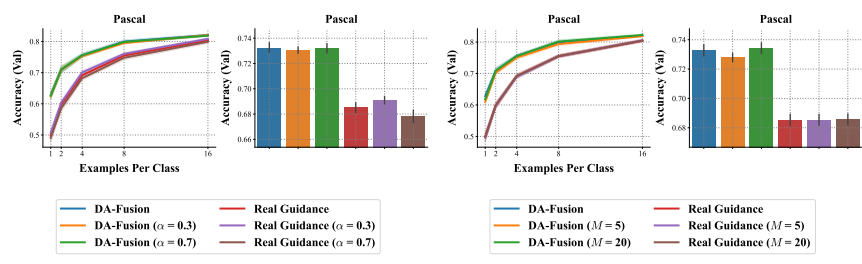 Pascal
Accuracy (Val)
0.8
0.7
0.6
0.5
1 2 4 8 16
Examples Per Class
Pascal
Accuracy (Val)
0.74
0.72
0.70
0.68
0.66
DA-Fusion
DA-Fusion (α = 0.3)
DA-Fusion (α = 0.7)
Real Guidance
Real Guidance (α = 0.3)
Real Guidance (α = 0.7)
Pascal
Accuracy (Val)
0.8
0.7
0.6
0.5
1 2 4 8 16
Examples Per Class
Pascal
Accuracy (Val)
0.74
0.72
0.70
0.68
DA-Fusion
DA-Fusion (M = 5)
DA-Fusion (M = 20)
Real Guidance
Real Guidance (M = 5)
Real Guidance (M = 20)